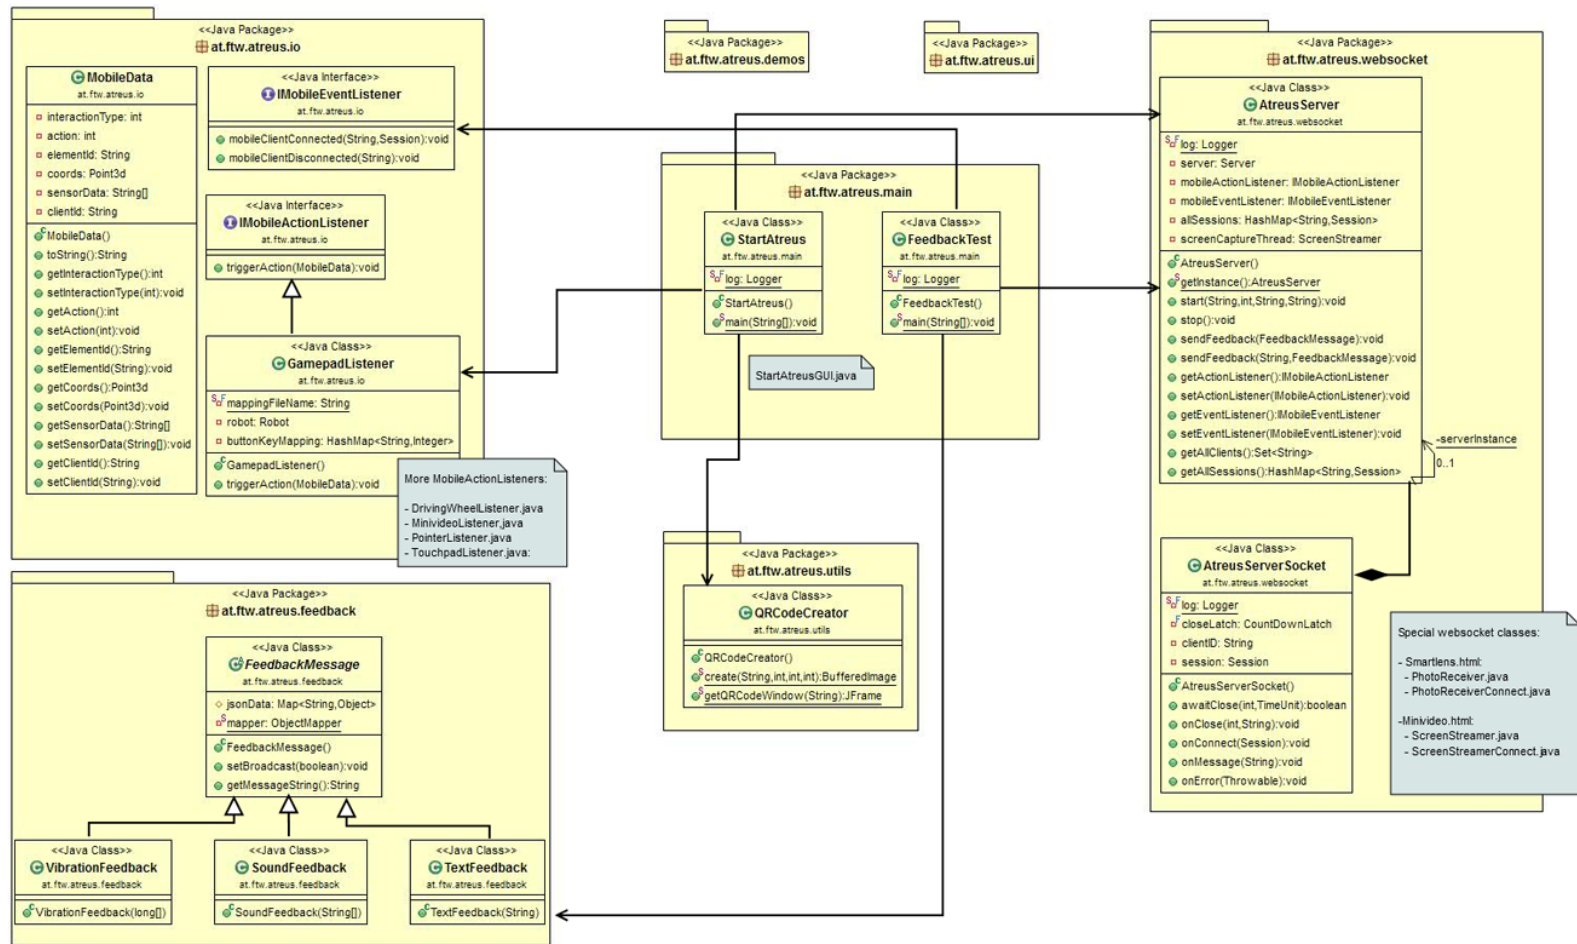 <<Java Package>>
at.ftw.atreus.io
MobileData
at.ftw.atreus.io
interactionType: int
action: int
elementId: String
coords: Point3d
sensorData: String[]
clientId: String
MobileData()
toString():String
getInteractionType():int
setInteractionType(int):void
getAction():int
setAction(int):void
getElementId():String
setElementId(String):void
getCoords():Point3d
setCoords(Point3d):void
getSensorData():String[]
setSensorData(String[]):void
getClientId():String
setClientId(String):void
<<Java Interface>>
IMobileEventListener
at.ftw.atreus.io
mobileClientConnected(String,Session):void
mobileClientDisconnected(String):void
<<Java Interface>>
IMobileActionListener
at.ftw.atreus.io
triggerAction(MobileData):void
<<Java Class>>
GamepadListener
at.ftw.atreus.io
mappingFileName: String
robot: Robot
buttonKeyMapping: HashMap<String,Integer>
GamepadListener()
triggerAction(MobileData):void
More MobileActionListeners:
- DrivingWheelListener.java
- MinivideoListener,java
- PointerListener.java
- TouchpadListener.java:
<<Java Package>>
at.ftw.atreus.feedback
<<Java Class>>
FeedbackMessage
at.ftw.atreus.feedback
jsonData: Map<String,Object>
mapper: ObjectMapper
FeedbackMessage()
setBroadcast(boolean):void
getMessageString():String
<<Java Class>>
VibrationFeedback
at.ftw.atreus.feedback
VibrationFeedback(long[])
<<Java Class>>
SoundFeedback
at.ftw.atreus.feedback
SoundFeedback(String[])
<<Java Class>>
TextFeedback
at.ftw.atreus.feedback
TextFeedback(String)
<<Java Package>>
at.ftw.atreus.demos
<<Java Package>>
at.ftw.atreus.ui
<<Java Package>>
at.ftw.atreus.main
<<Java Class>>
StartAtreus
at.ftw.atreus.main
log: Logger
StartAtreus()
main(String[]):void
<<Java Class>>
FeedbackTest
at.ftw.atreus.main
log: Logger
FeedbackTest()
main(String[]):void
StartAtreusGUI.java
<<Java Package>>
at.ftw.atreus.utils
<<Java Class>>
QRCodeCreator
at.ftw.atreus.utils
QRCodeCreator()
create(String,int,int,int):BufferedImage
getQRCodeWindow(String):JFrame
<<Java Package>>
at.ftw.atreus.websocket
<<Java Class>>
AtreusServer
at.ftw.atreus.websocket
log: Logger
server: Server
mobileActionListener: IMobileActionListener
mobileEventListener: IMobileEventListener
allSessions: HashMap<String,Session>
screenCaptureThread: ScreenStreamer
AtreusServer()
getInstance():AtreusServer
start(String,int,String,String):void
stop():void
sendFeedback(FeedbackMessage):void
sendFeedback(String,FeedbackMessage):void
getActionListener():IMobileActionListener
setActionListener(IMobileActionListener):void
getEventListener():IMobileEventListener
setEventListener(IMobileEventListener):void
getAllClients():Set<String>
getAllSessions():HashMap<String,Session>
-serverInstance
0..1
<<Java Class>>
AtreusServerSocket
at.ftw.atreus.websocket
log: Logger
closeLatch: CountDownLatch
clientID: String
session: Session
AtreusServerSocket()
awaitClose(int,TimeUnit):boolean
onClose(int,String):void
onConnect(Session):void
onMessage(String):void
onError(Throwable):void
Special websocket classes:
- Smartlens.html:
- PhotoReceiver.java
- PhotoReceiverConnect.java
-Minivideo.html:
- ScreenStreamer.java
- ScreenStreamerConnect.java